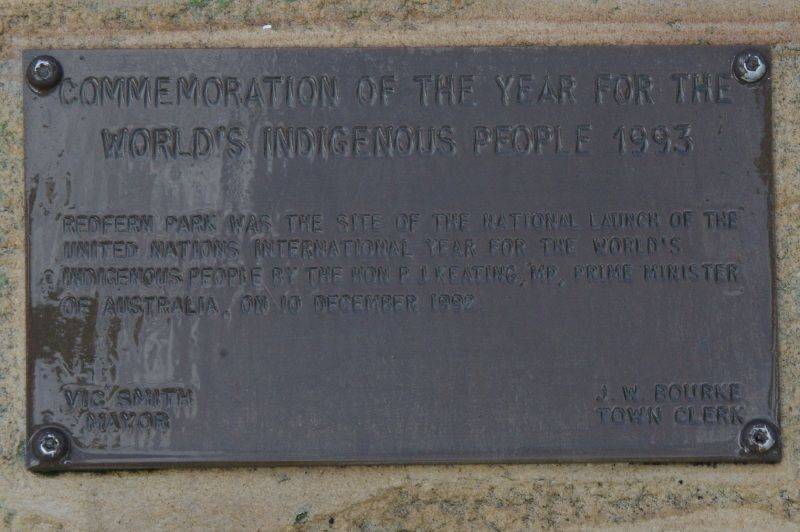 COMMEMORATION OF THE YEAR FOR THE
WORLD'S INDIGENOUS PEOPLE 1993
REDFERN PARK WAS THE SITE OF THE NATIONAL LAUNCH OF THE
UNITED NATIONS INTERNATIONAL YEAR FOR THE WORLD'S
INDIGENOUS PEOPLE BY THE HON P. J. KEATING, MP, PRIME MINISTER
OF AUSTRALIA, ON 10 DECEMBER 1992
VIC SMITH
MAYOR
J. W. BOURKE
TOWN CLERK